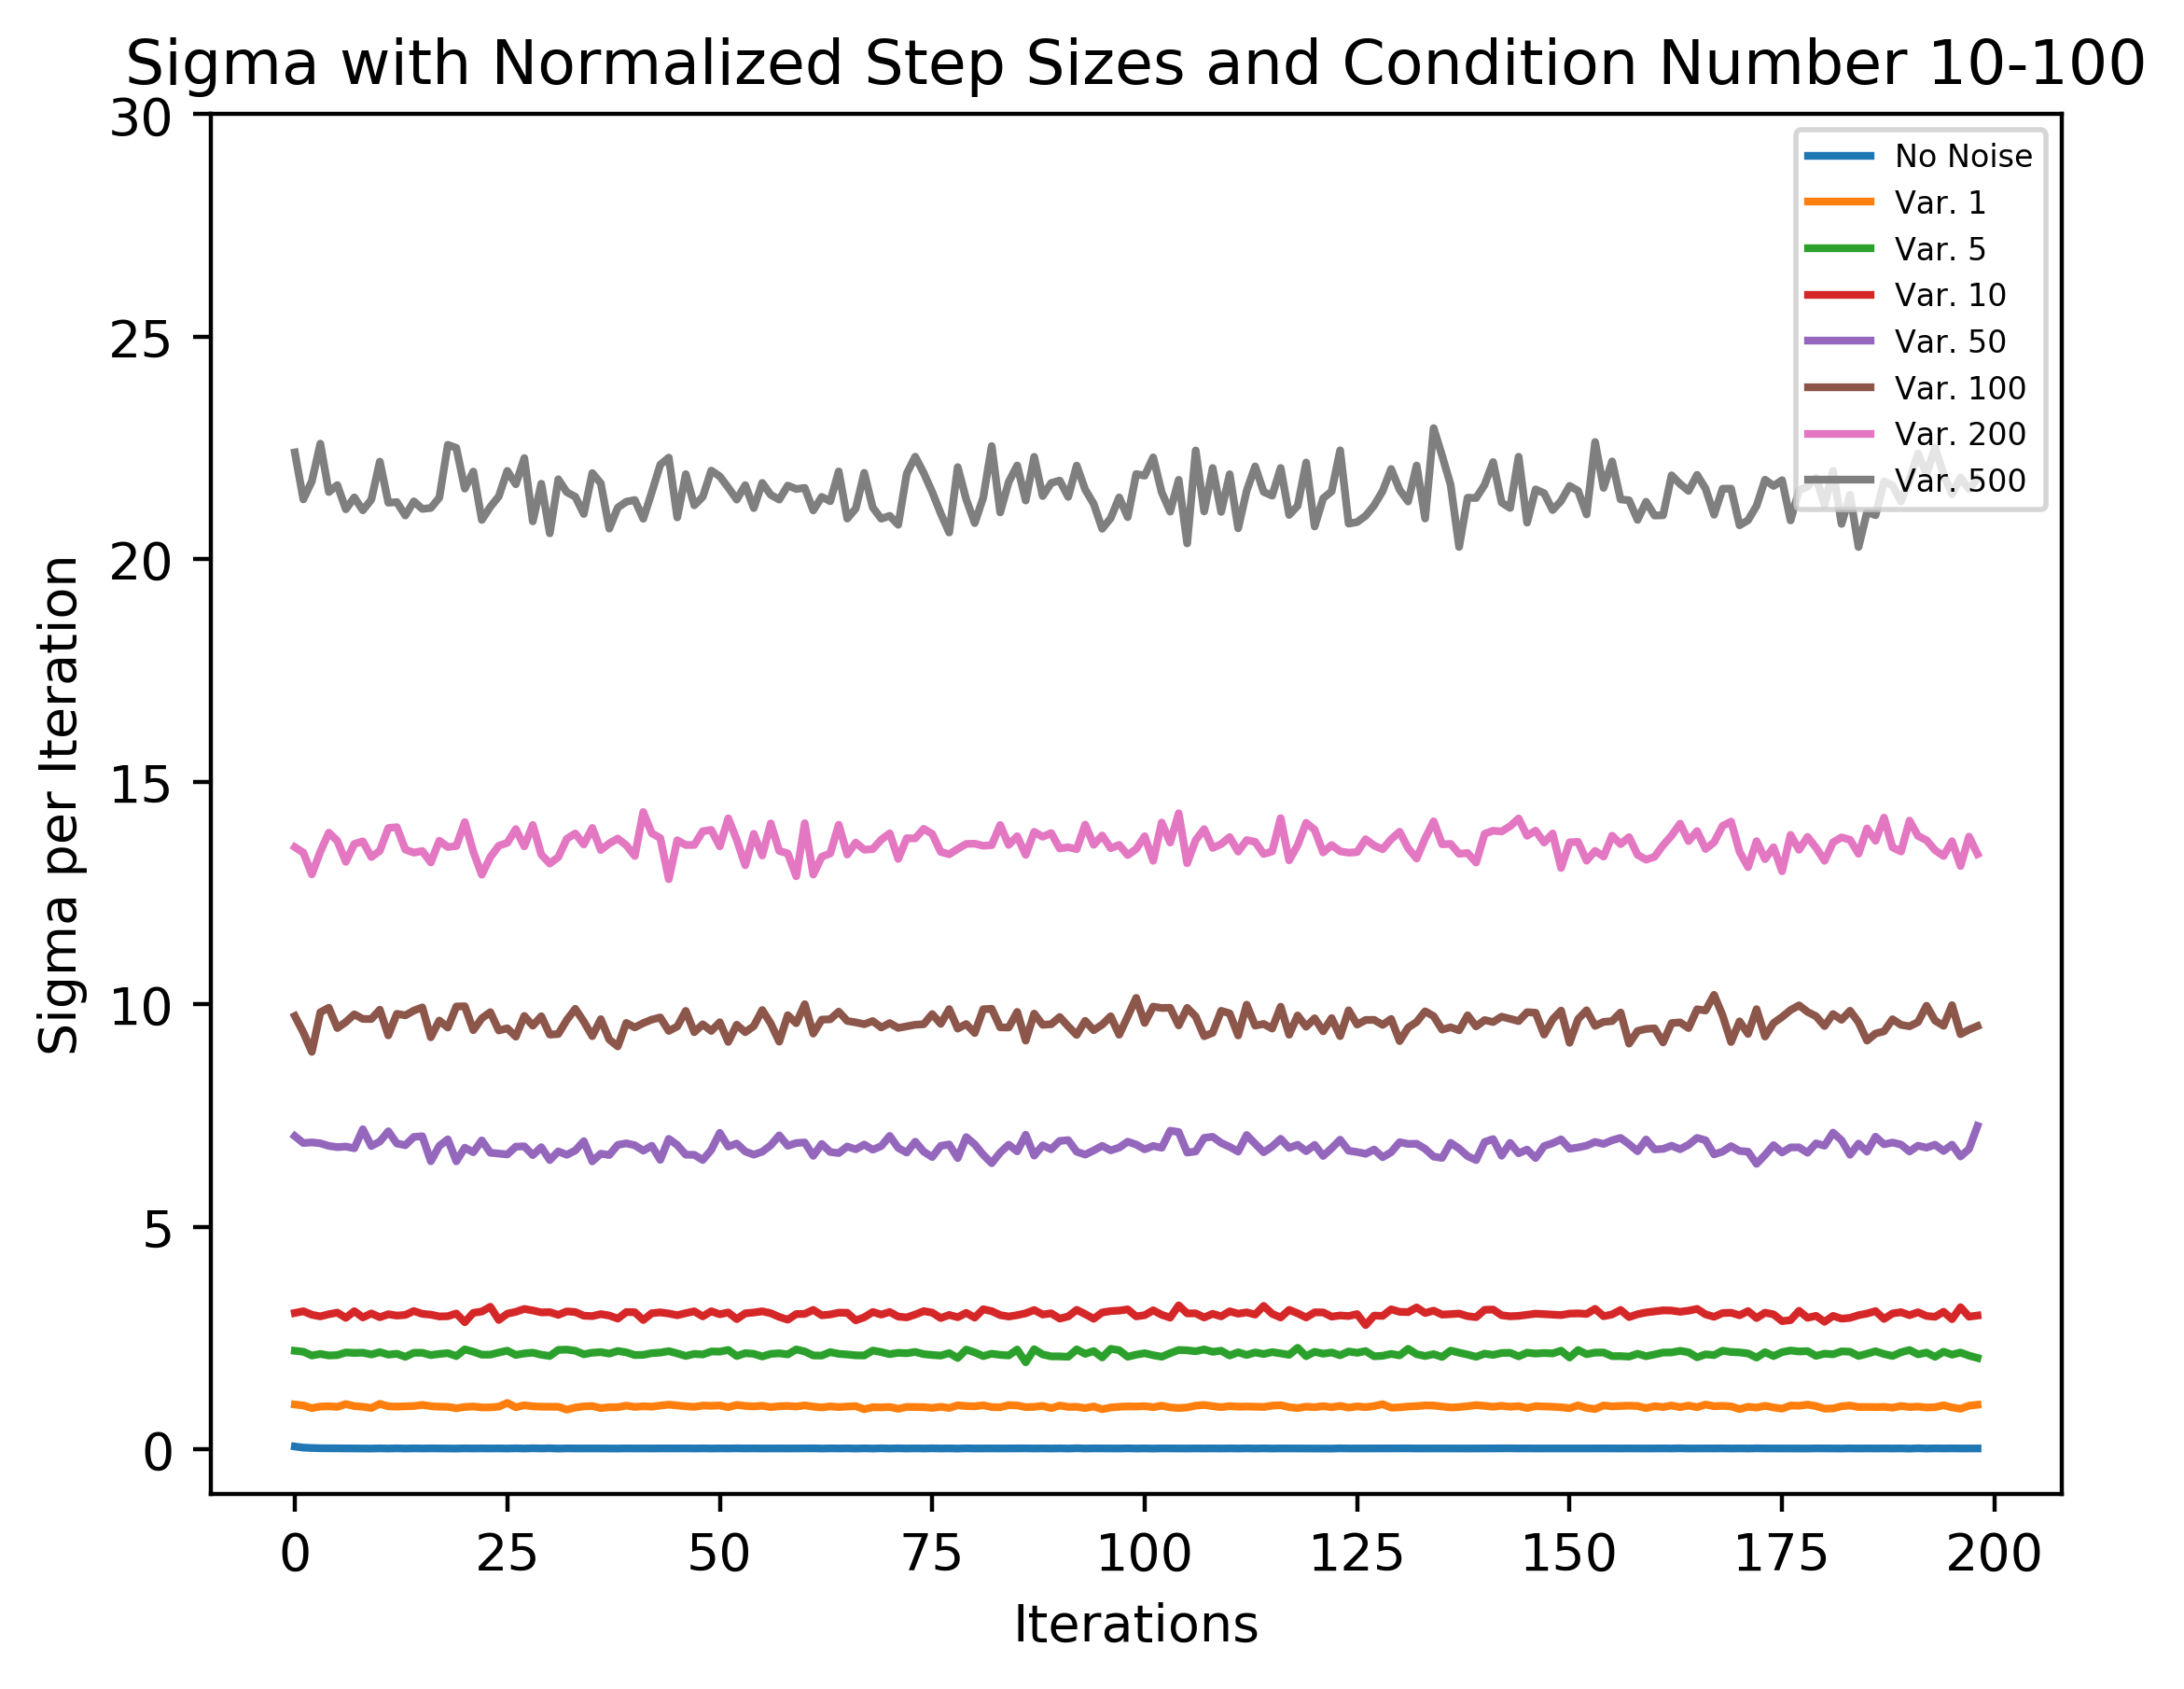 Sigma with Normalized Step Sizes and Condition Number 10-100
30
25
20
15
10
5
0
Sigma per Iteration
No Noise
Var. 1
Var. 5
Var. 10
Var. 50
Var. 100
Var. 200
Var. 500
0 25 50 75 100 125 150 175 200
Iterations